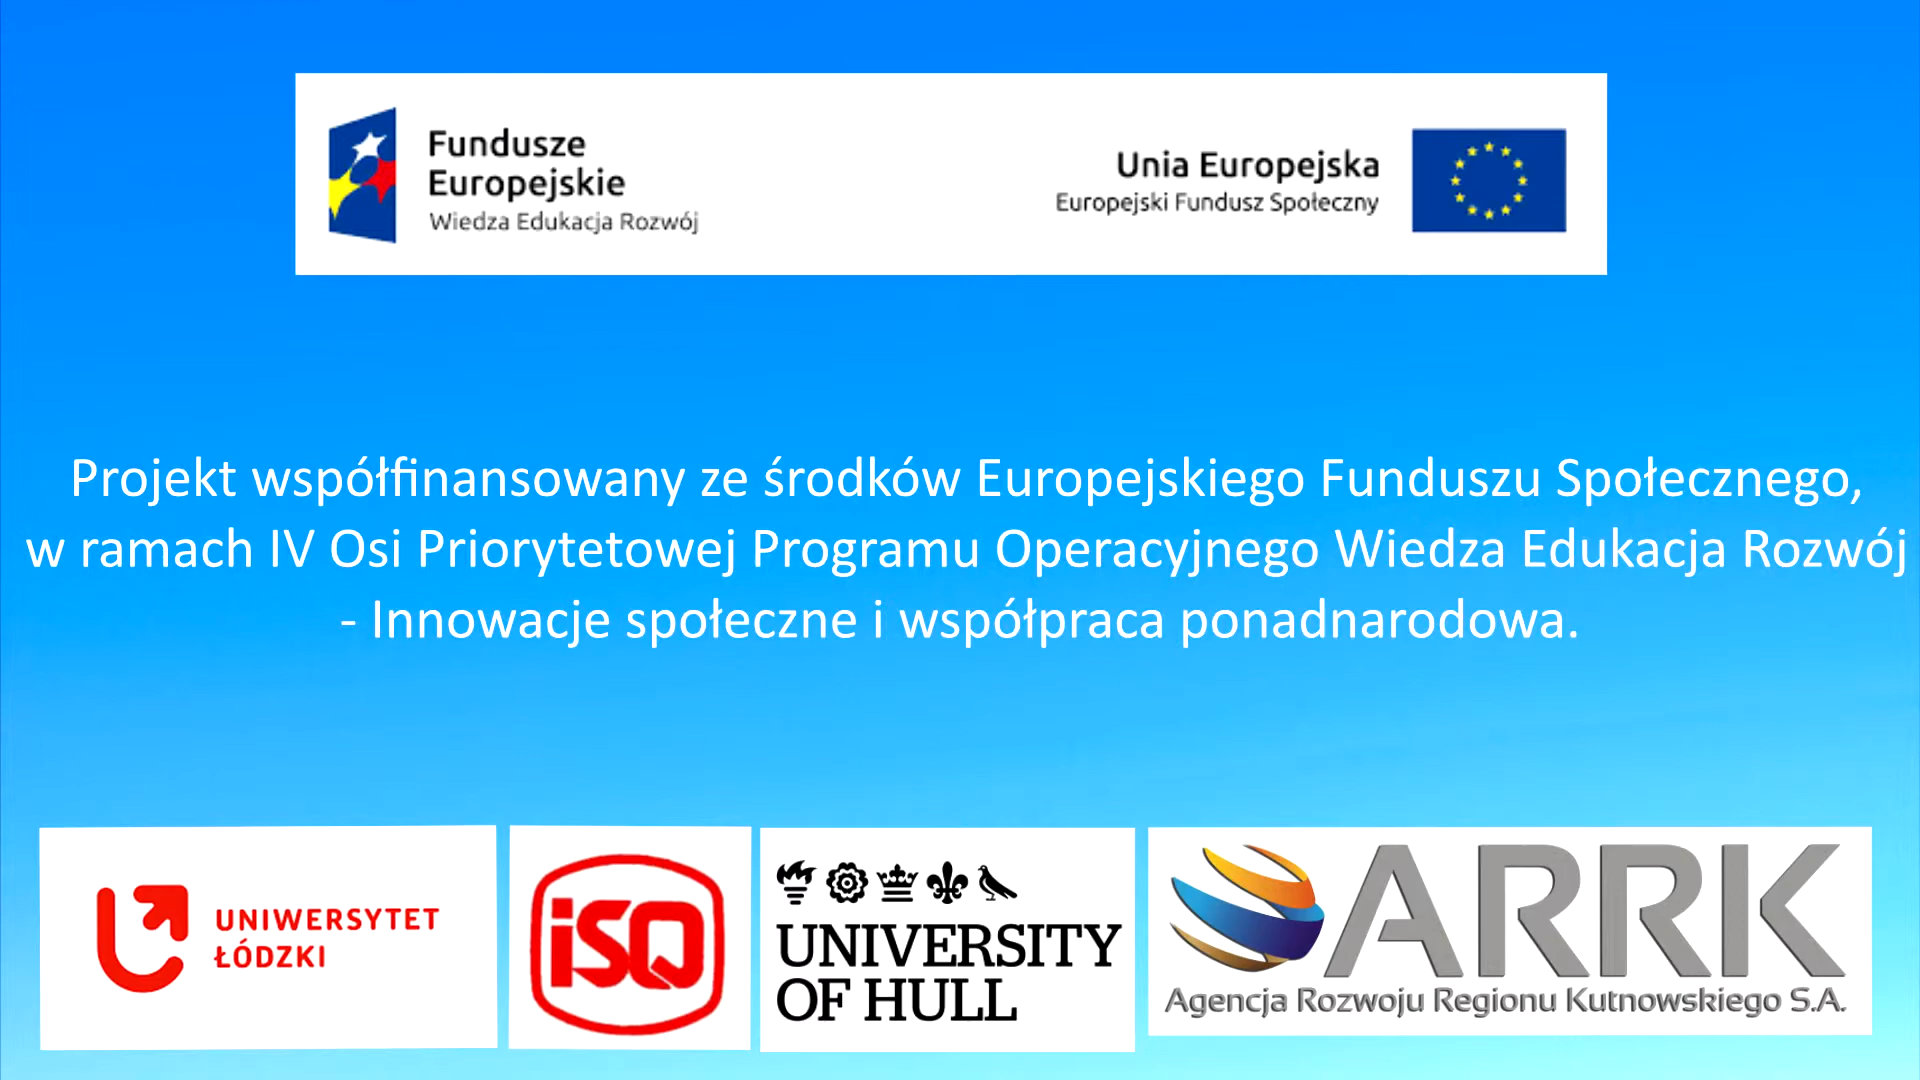 Fundusze
Europejskie
Wiedza Edukacja Rozwój
Unia Europejska
Europejski Fundusz Społeczny
Projekt współfinansowany ze środków Europejskiego Funduszu Społecznego,
w ramach IV Osi Priorytetowej Programu Operacyjnego Wiedza Edukacja Rozwój
- Innowacje społeczne i współpraca ponadnarodowa.
UNIWERSYTET
ŁÓDZKI
iSQ
UNIVERSITY
OF HULL
ARRK
Agencja Rozwoju Regionu Kutnowskiego S.A.